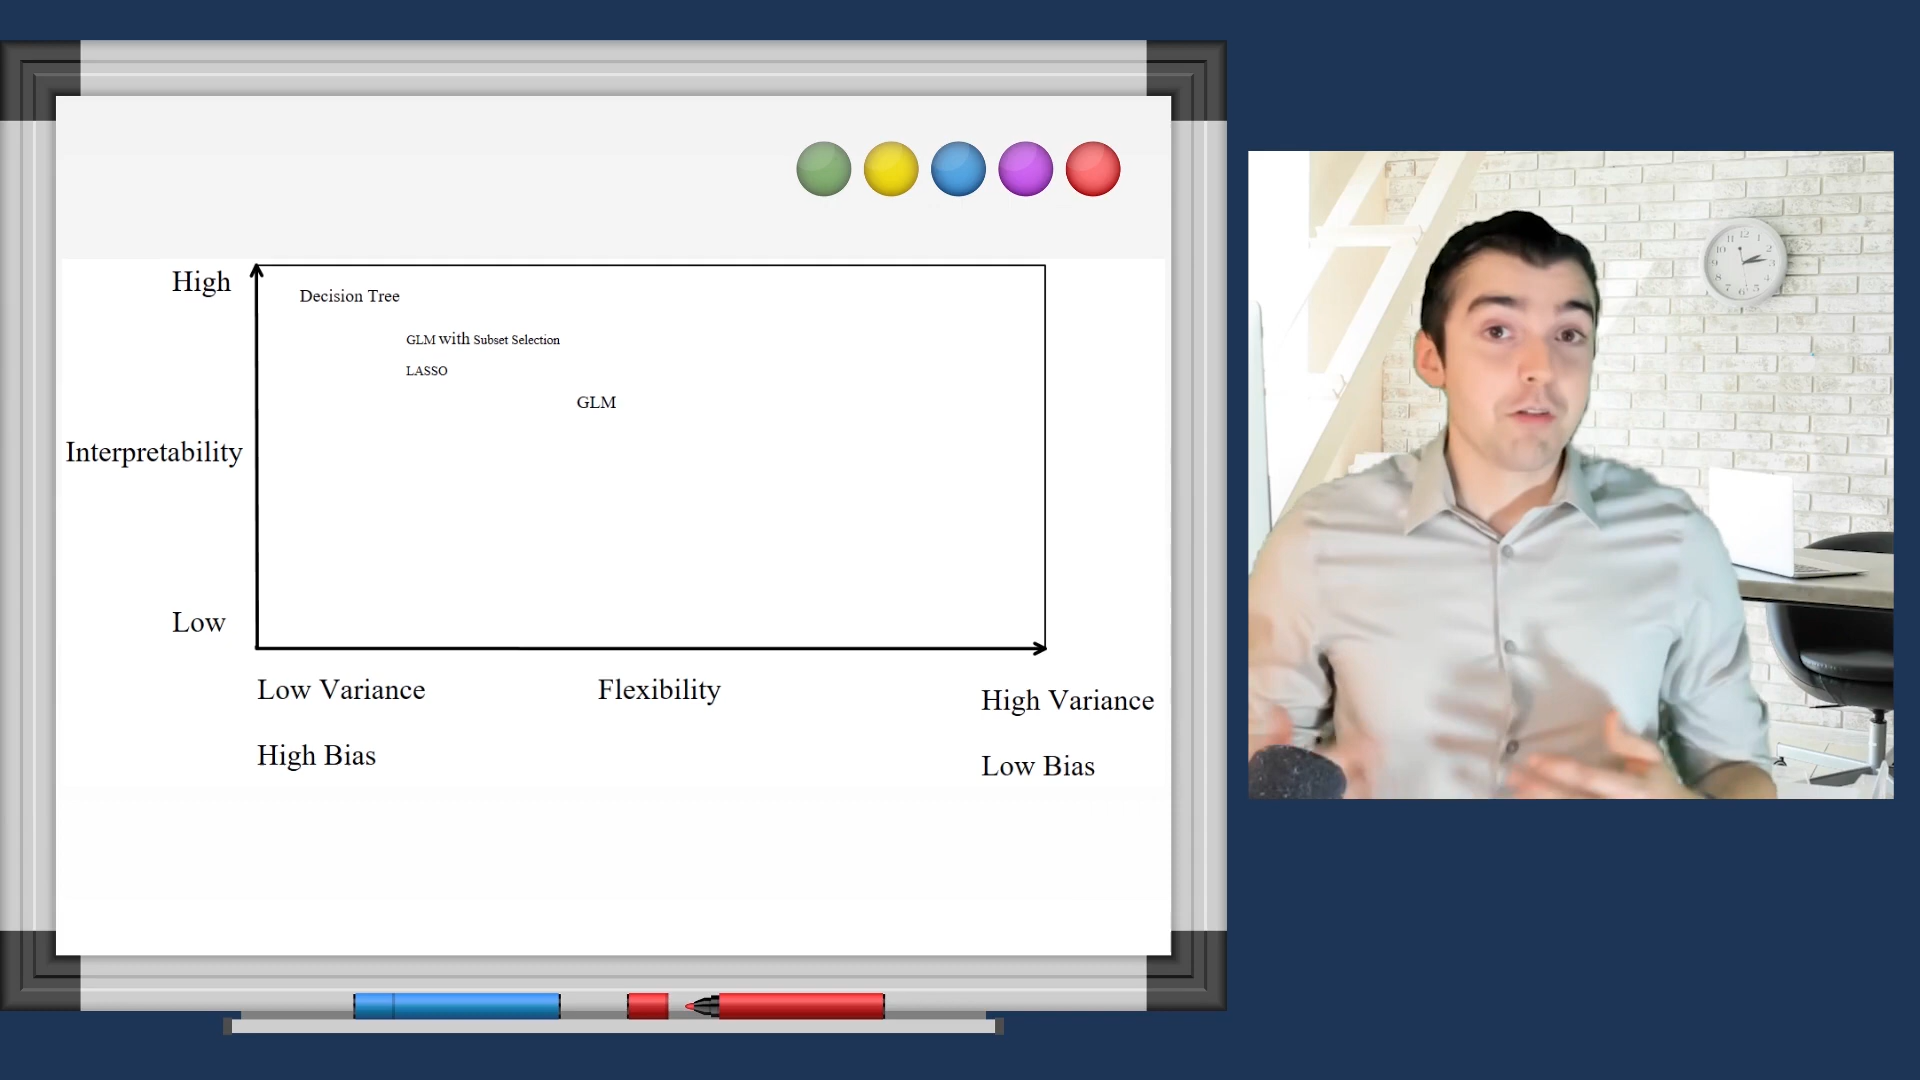 High
Decision Tree
GLM with Subset Selection
LASSO
GLM
Interpretability
Low
Low Variance
Flexibility
High Variance
High Bias
Low Bias